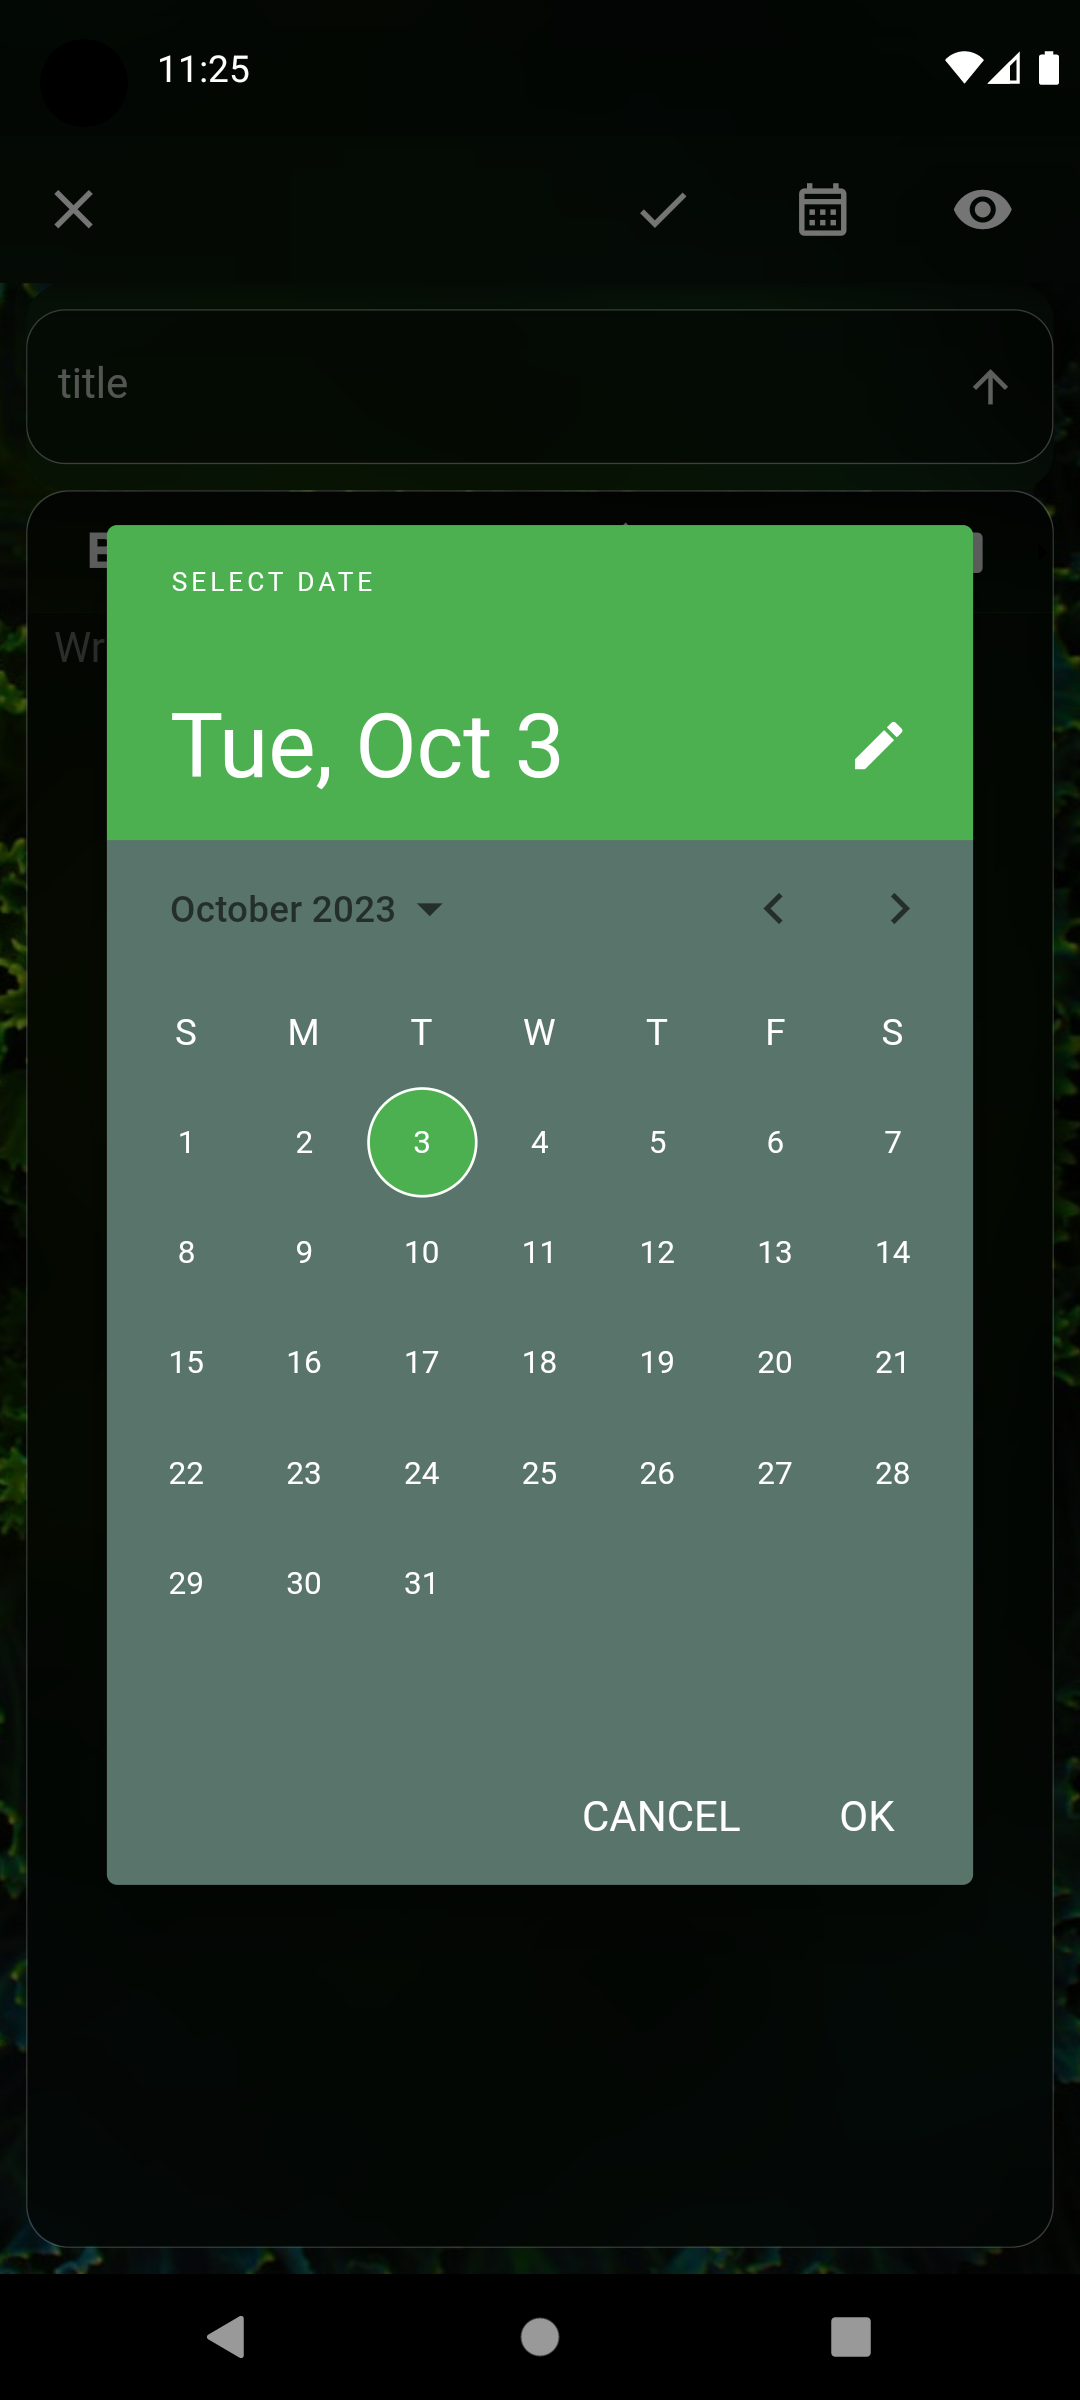 11:25
title
B
Wr
SELECT DATE
Tue, Oct 3
October 2023
S M T W T F S
1 2 3 4 5 6 7
8 9 10 11 12 13 14
15 16 17 18 19 20 21
22 23 24 25 26 27 28
29 30 31
CANCEL OK